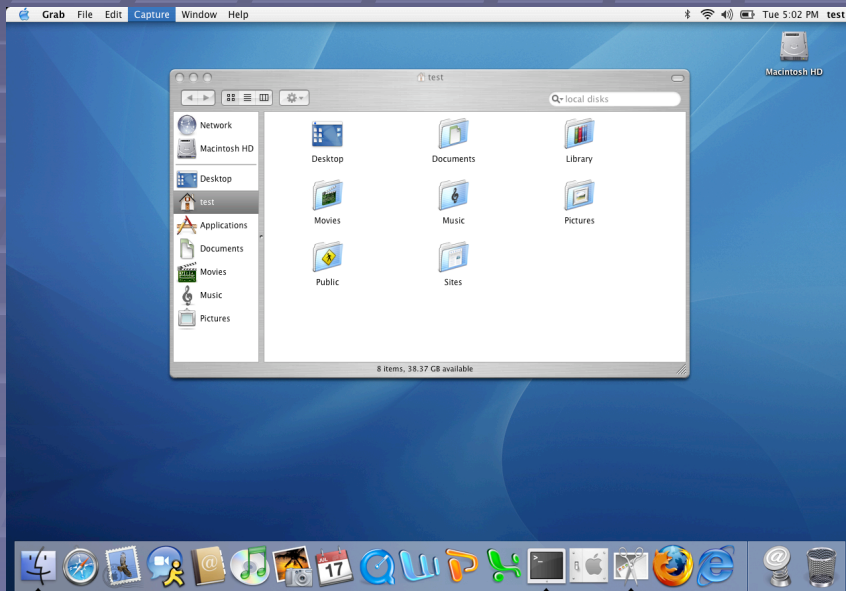 Grab File Edit Capture Window Help Tue 5:02 PM test
Macintosh HD
test
local disks
Network
Macintosh HD
Desktop
test
Applications
Documents
Movies
Music
Pictures
Desktop Documents Library
Movies Music Pictures
Public Sites
8 items, 38.37 GB available
JUL
17